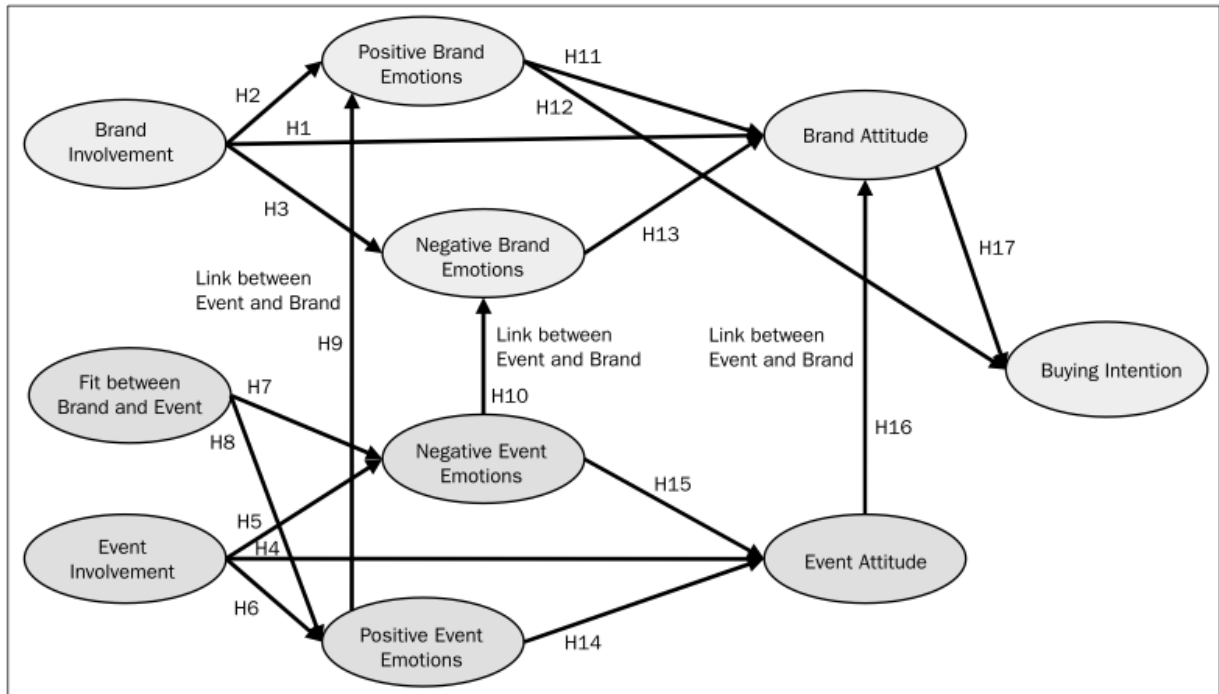 Positive Brand
Emotions
H11
H2
H12
Brand
Involvement
H1
Brand Attitude
H3
Negative Brand
Emotions
H13
H17
Link between
Event and Brand
H9
Link between
Event and Brand
Link between
Event and Brand
Buying Intention
Fit between
Brand and Event
H7
H10
H8
H16
Negative Event
Emotions
H15
H5
H4
Event
Involvement
Event Attitude
H6
Positive Event
Emotions
H14